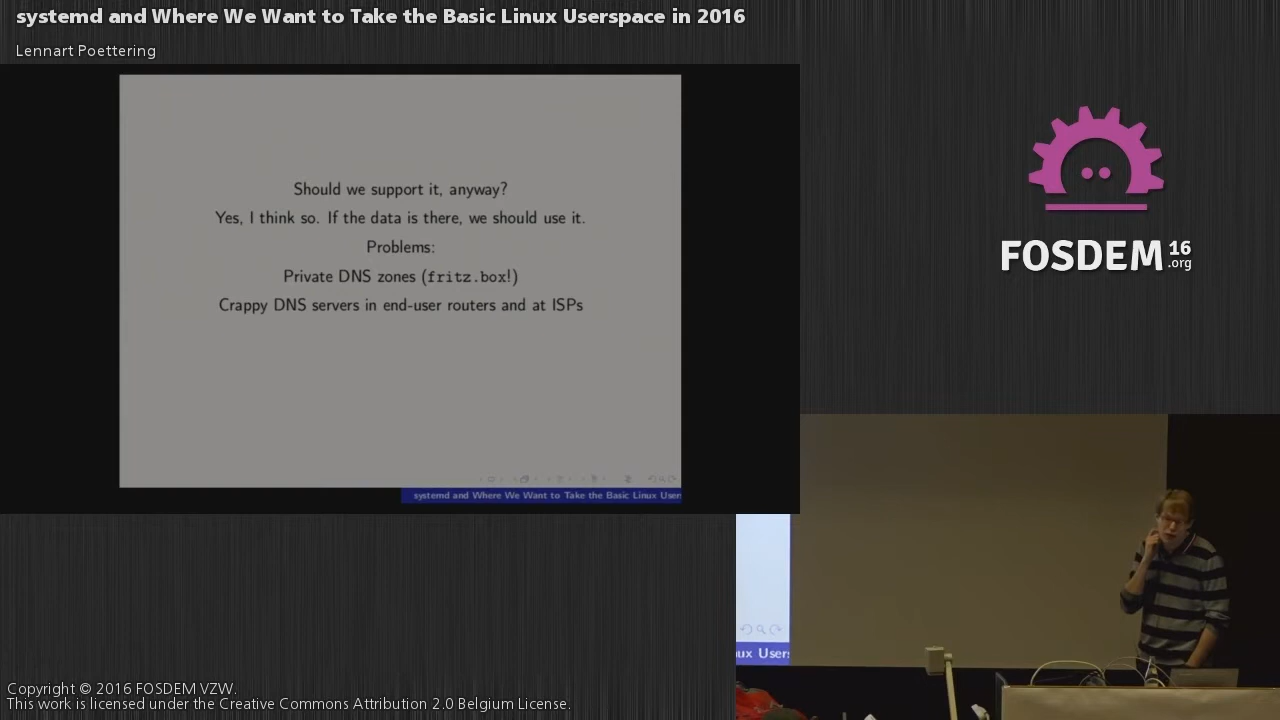 systemd and Where We Want to Take the Basic Linux Userspace in 2016
Lennart Poettering
Should we support it, anyway?
Yes, I think so. If the data is there, we should use it.
Problems:
Private DNS zones (fritz.box!)
Crappy DNS servers in end-user routers and at ISPs
systemd and Where We Want to Take the Basic Linux User
FOSDEM 16
.org
ux Users
Copyright © 2016 FOSDEM VZW.
This work is licensed under the Creative Commons Attribution 2.0 Belgium License.